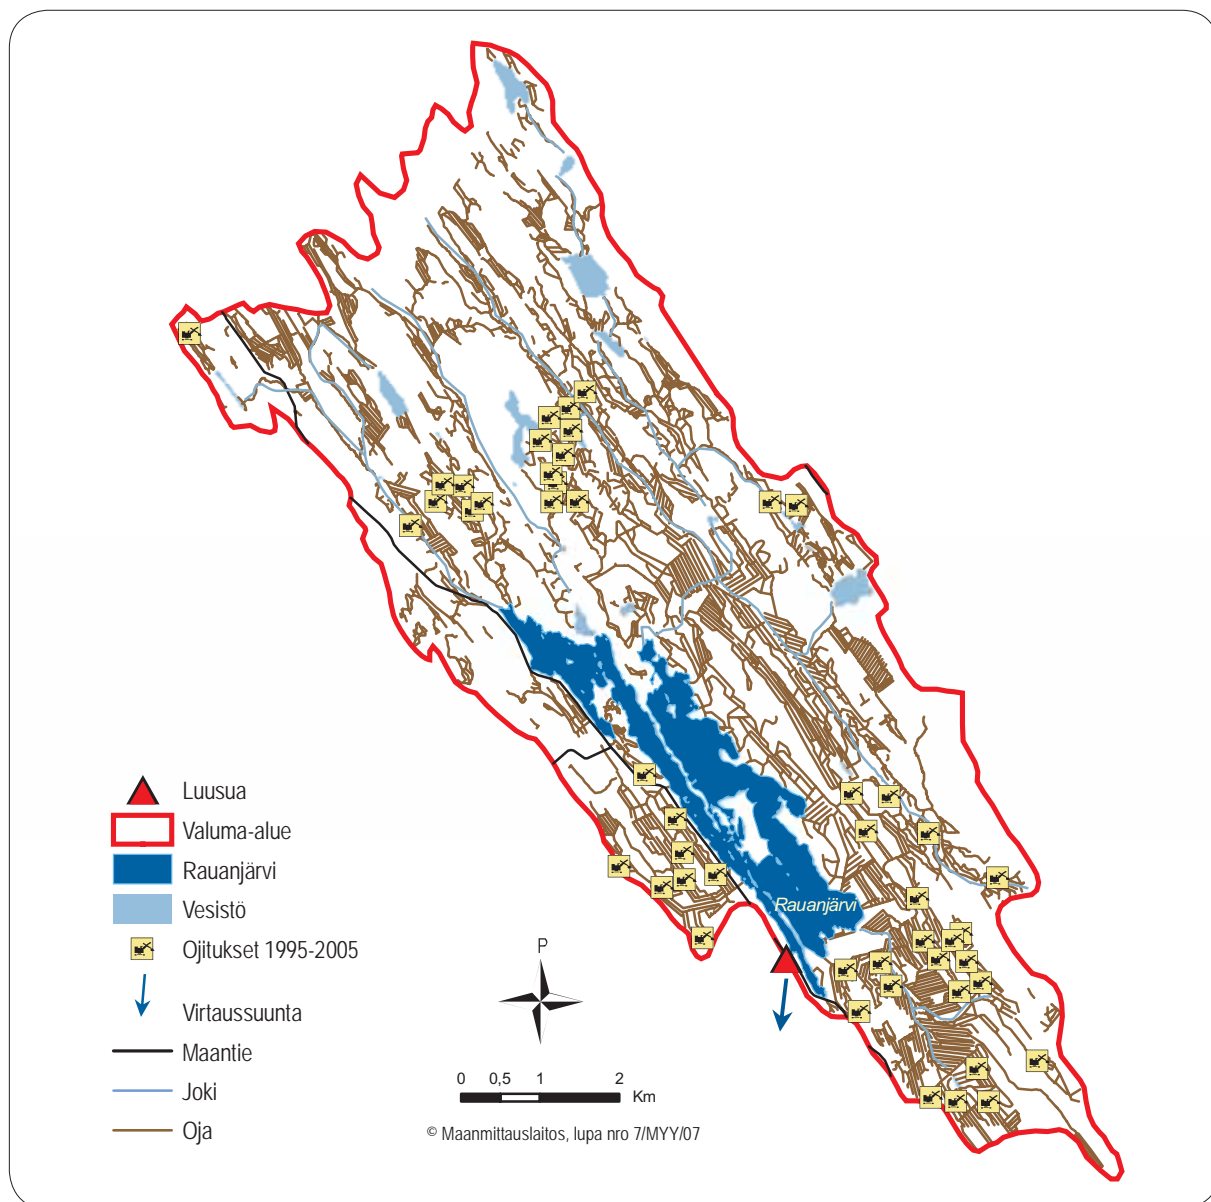 Luusua
Valuma-alue
Rauanjärvi
Vesistö
Ojitukset 1995-2005
Virtaussuunta
Maantie
Joki
Oja
Rauanjärvi
P
0 0,5 1 2
Km
© Maanmittauslaitos, lupa nro 7/MYY/07